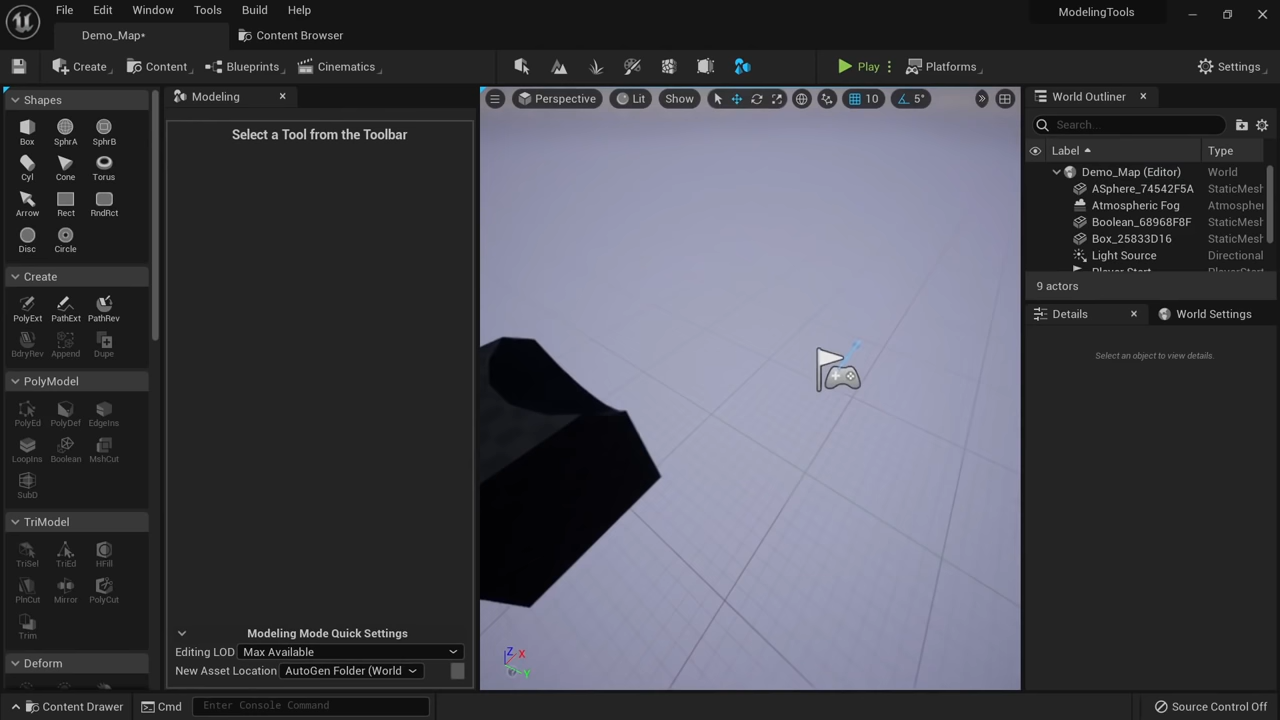 File Edit Window Tools Build Help
ModelingTools
Demo_Map*
Content Browser
Create
Content
Blueprints
Cinematics
Play
Platforms
Settings
Shapes
Box SphrA SphrB
Cyl Cone Torus
Arrow Rect RndRct
Disc Circle
Create
PolyExt PathExt PathRev
BdryRev Append Dupe
PolyModel
PolyEd PolyDef EdgeIns
LoopIns Boolean MshCut
SubD
TriModel
TriSel TriEd HFill
PlnCut Mirror PolyCut
Trim
Deform
Modeling
Select a Tool from the Toolbar
Modeling Mode Quick Settings
Editing LOD Max Available
New Asset Location AutoGen Folder (World
Perspective Lit Show 10 5°
Z X
Y
World Outliner
Search...
Label Type
Demo_Map (Editor) World
ASphere_74542F5A StaticMesh
Atmospheric Fog Atmospher
Boolean_68968F8F StaticMesh
Box_25833D16 StaticMesh
Light Source Directional
9 actors
Details
World Settings
Select an object to view details.
Content Drawer
Cmd
Enter Console Command
Source Control Off